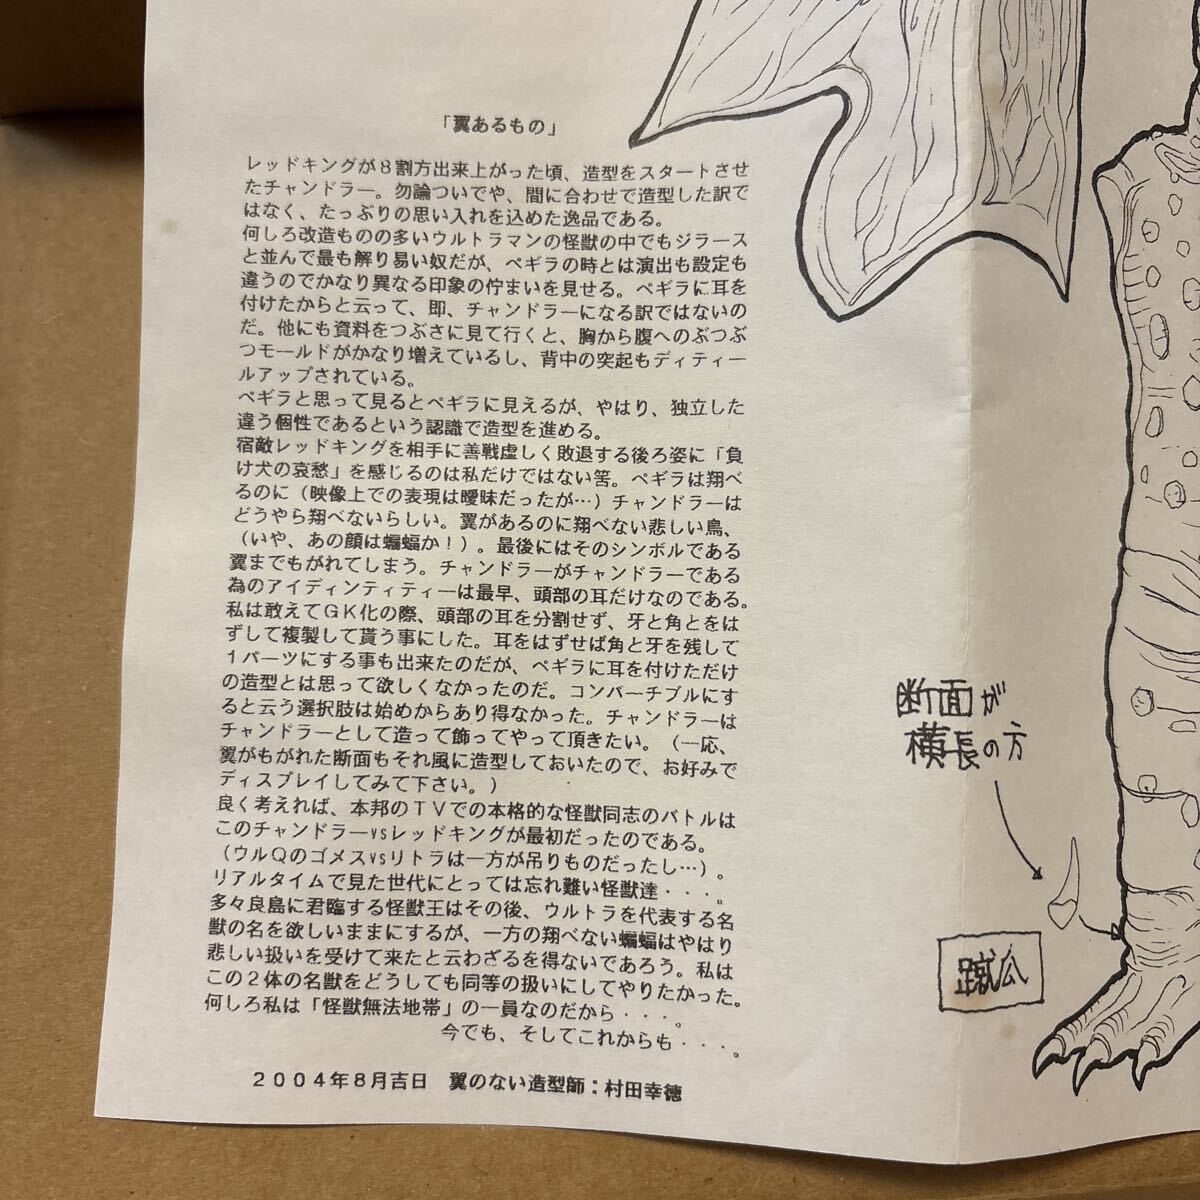 「翼あるもの」
レッドキングが８割方出来上がった頃、造型をスタートさせ
たチャンドラー。勿論ついでや、間に合わせで造型した訳で
はなく、たっぷりの思い入れを込めた逸品である。
何しろ改造ものの多いウルトラマンの怪獣の中でもジラース
と並んで最も解り易い奴だが、ペギラの時とは演出も設定も
違うのでかなり異なる印象の佇まいを見せる。ペギラに耳を
付けたからと云って、即、チャンドラーになる訳ではないの
だ。他にも資料をつぶさに見て行くと、胸から腹へのぶつぶ
つモールドがかなり増えているし、背中の突起もディティー
ルアップされている。
ペギラと思って見るとペギラに見えるが、やはり、独立した
違う個性であるという認識で造型を進める。
宿敵レッドキングを相手に善戦虚しく敗退する後ろ姿に「負
け犬の哀愁」を感じるのは私だけではない筈。ペギラは翔べ
るのに（映像上での表現は曖昧だったが…）チャンドラーは
どうやら翔べないらしい。翼があるのに翔べない悲しい鳥、
（いや、あの顔は蝙蝠か！）。最後にはそのシンボルである
翼までもがれてしまう。チャンドラーがチャンドラーである
為のアイディンティティーは最早、頭部の耳だけなのである。
私は敢えてＧＫ化の際、頭部の耳を分割せず、牙と角とをは
ずして複製して貰う事にした。耳をはずせば角と牙を残して
１パーツにする事も出来たのだが、ペギラに耳を付けただけ
の造型とは思って欲しくなかったのだ。コンバーチブルにす
ると云う選択肢は始めからあり得なかった。チャンドラーは
チャンドラーとして造って飾ってやって頂きたい。（一応、
翼がもがれた断面もそれ風に造型しておいたので、お好みで
ディスプレイしてみて下さい。）
良く考えれば、本邦のＴＶでの本格的な怪獣同志のバトルは
このチャンドラーvsレッドキングが最初だったのである。
（ウルＱのゴメスvsリトラは一方が吊りものだったし…）。
リアルタイムで見た世代にとっては忘れ難い怪獣達・・・。
多々良島に君臨する怪獣王はその後、ウルトラを代表する名
獣の名を欲しいままにするが、一方の翔べない蝙蝠はやはり
悲しい扱いを受けて来たと云わざるを得ないであろう。私は
この２体の名獣をどうしても同等の扱いにしてやりたかった。
何しろ私は「怪獣無法地帯」の一員なのだから・・・。
今でも、そしてこれからも・・・。
２００４年８月吉日　翼のない造型師：村田幸徳
断面が
横長の方
蹴爪